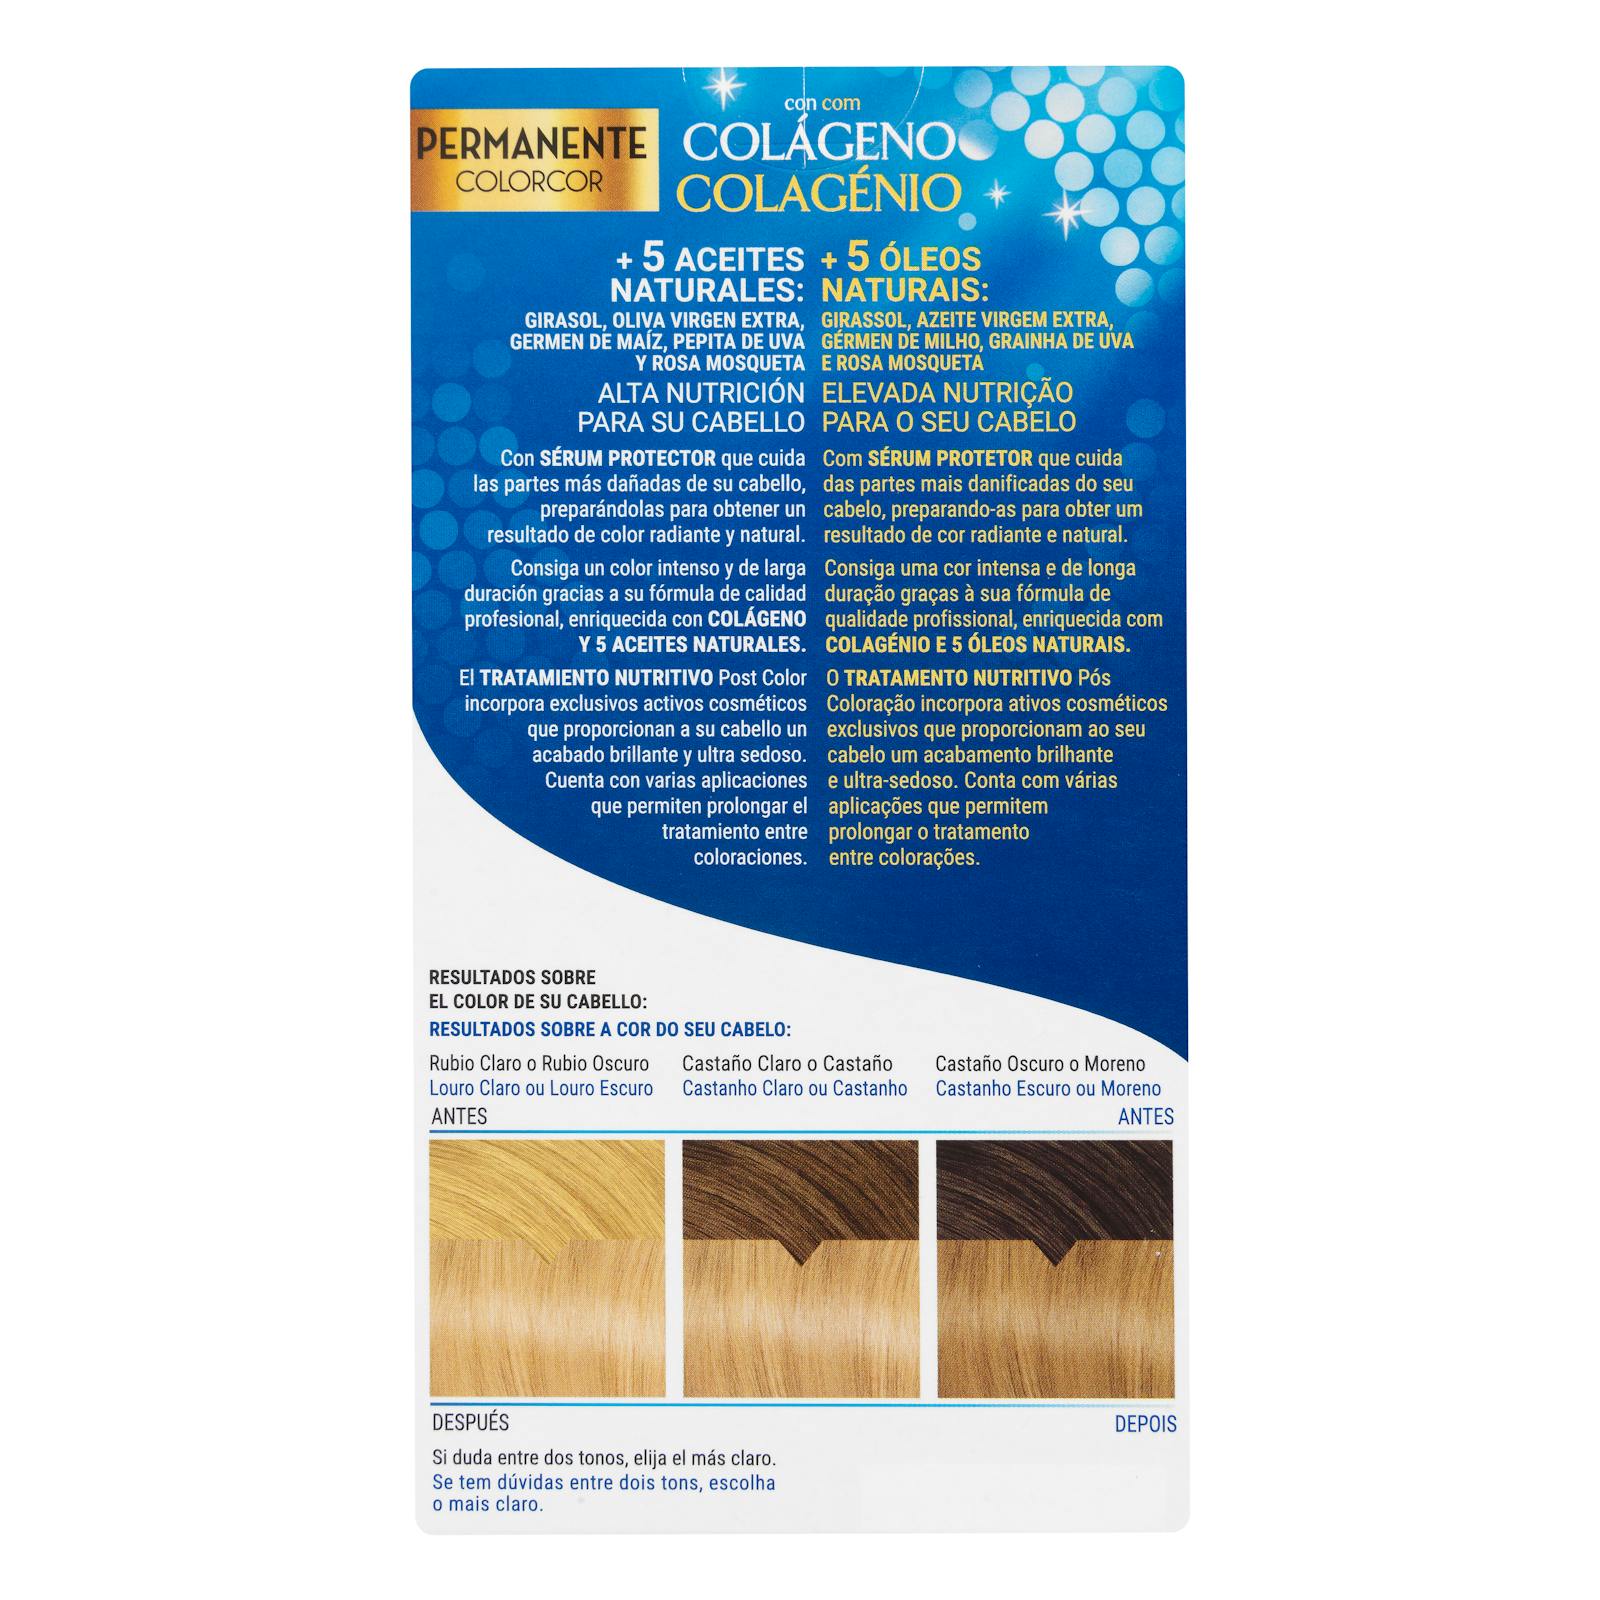 PERMANENTE
COLORCOR
con com
COLÁGENO
COLAGÉNIO
+ 5 ACEITES
NATURALES:
GIRASOL, OLIVA VIRGEN EXTRA,
GERMEN DE MAÍZ, PEPITA DE UVA
Y ROSA MOSQUETA
ALTA NUTRICIÓN
PARA SU CABELLO
Con SÉRUM PROTECTOR que cuida
las partes más dañadas de su cabello,
preparándolas para obtener un
resultado de color radiante y natural.
Consiga un color intenso y de larga
duración gracias a su fórmula de calidad
profesional, enriquecida con COLÁGENO
Y 5 ACEITES NATURALES.
El TRATAMIENTO NUTRITIVO Post Color
incorpora exclusivos activos cosméticos
que proporcionan a su cabello un
acabado brillante y ultra sedoso.
Cuenta con varias aplicaciones
que permiten prolongar el
tratamiento entre
coloraciones.
+ 5 ÓLEOS
NATURAIS:
GIRASSOL, AZEITE VIRGEM EXTRA,
GÉRMEN DE MILHO, GRAINHA DE UVA
E ROSA MOSQUETA
ELEVADA NUTRIÇÃO
PARA O SEU CABELO
Com SÉRUM PROTETOR que cuida
das partes mais danificadas do seu
cabelo, preparando-as para obter um
resultado de cor radiante e natural.
Consiga uma cor intensa e de longa
duração graças à sua fórmula de
qualidade profissional, enriquecida com
COLAGÉNIO E 5 ÓLEOS NATURAIS.
O TRATAMENTO NUTRITIVO Pós
Coloração incorpora ativos cosméticos
exclusivos que proporcionam ao seu
cabelo um acabamento brilhante
e ultra-sedoso. Conta com várias
aplicações que permitem
prolongar o tratamento
entre colorações.
RESULTADOS SOBRE
EL COLOR DE SU CABELLO:
RESULTADOS SOBRE A COR DO SEU CABELO:
Rubio Claro o Rubio Oscuro
Louro Claro ou Louro Escuro
Castaño Claro o Castaño
Castanho Claro ou Castanho
Castaño Oscuro o Moreno
Castanho Escuro ou Moreno
ANTES
ANTES
DESPUÉS
DEPOIS
Si duda entre dos tonos, elija el más claro.
Se tem dúvidas entre dois tons, escolha
o mais claro.